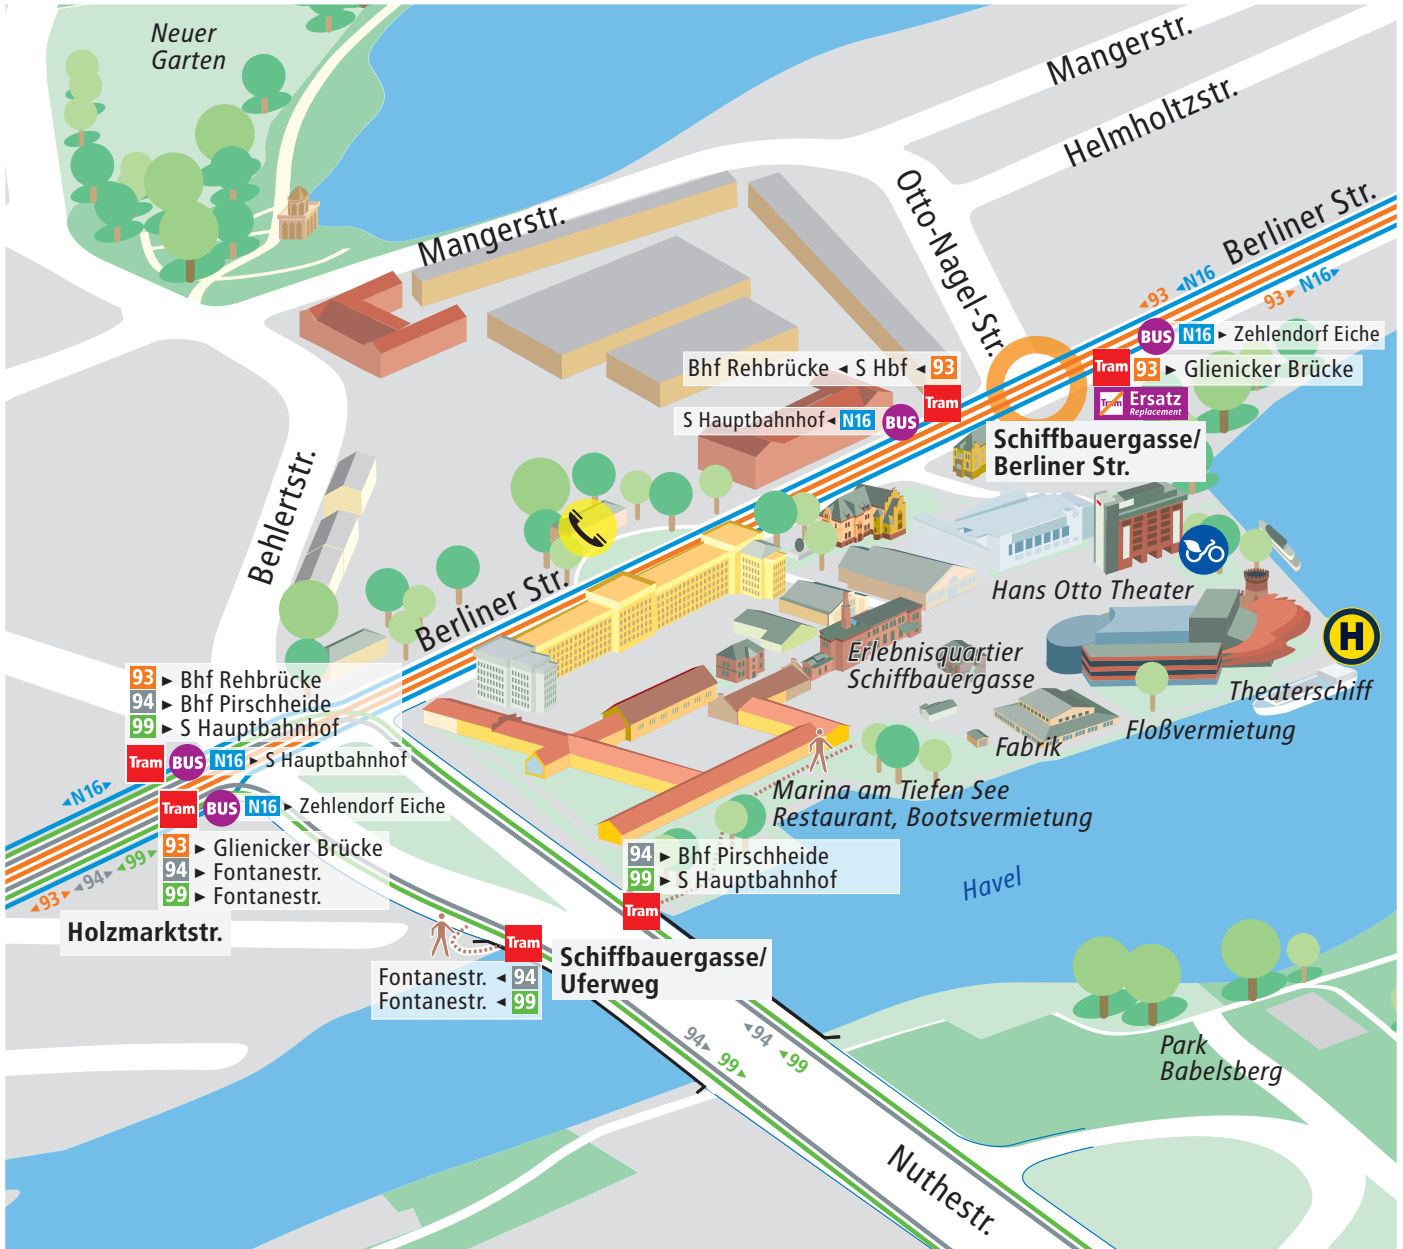 Neuer
Garten
Mangerstr.
Helmholtzstr.
Mangerstr.
Otto-Nagel-Str.
Berliner Str.
◂93 ◂N16
93▸ N16▸
BUS N16 ▸ Zehlendorf Eiche
Bhf Rehbrücke ◂ S Hbf ◂ 93
Tram
Tram 93 ▸ Glienicker Brücke
S Hauptbahnhof◂ N16 BUS
Tram Ersatz
Replacement
Schiffbauergasse/
Berliner Str.
Behlertstr.
Berliner Str.
Hans Otto Theater
H
Erlebnisquartier
Schiffbauergasse
Theaterschiff
Floßvermietung
Fabrik
93 ▸ Bhf Rehbrücke
94 ▸ Bhf Pirschheide
99 ▸ S Hauptbahnhof
Tram BUS N16 ▸ S Hauptbahnhof
◂N16▸
Tram BUS N16 ▸ Zehlendorf Eiche
93 ▸ Glienicker Brücke
94 ▸ Fontanestr.
99 ▸ Fontanestr.
◂93▸ ◂94▸ ◂99▸
Holzmarktstr.
Marina am Tiefen See
Restaurant, Bootsvermietung
94 ▸ Bhf Pirschheide
99 ▸ S Hauptbahnhof
Tram
Havel
Tram
Schiffbauergasse/
Uferweg
Fontanestr. ◂ 94
Fontanestr. ◂ 99
94▸ ◂94
99▸ ◂99
Park
Babelsberg
Nuthestr.